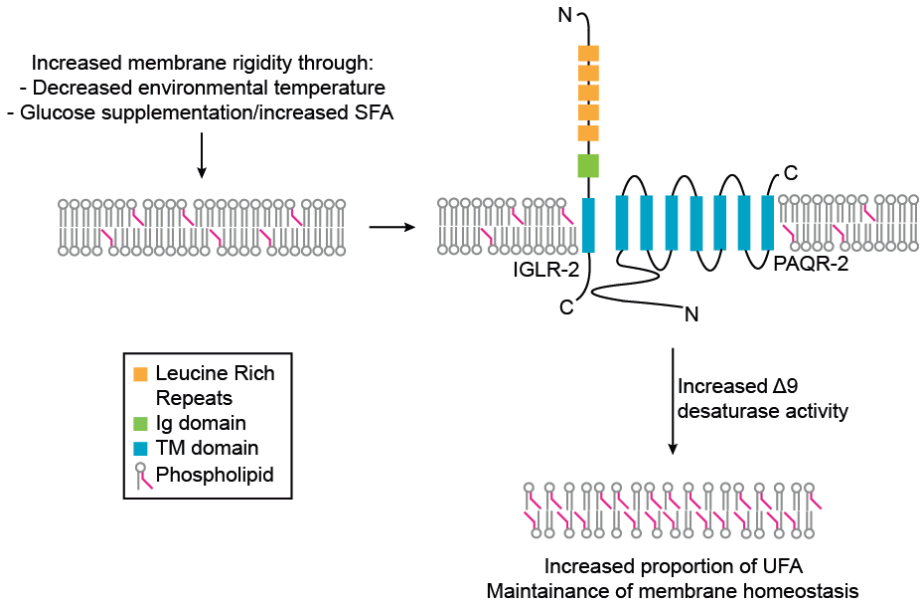 Increased membrane rigidity through:
- Decreased environmental temperature
- Glucose supplementation/increased SFA
N
C
IGLR-2
PAQR-2
C
N
Leucine Rich
Repeats
Ig domain
TM domain
Phospholipid
Increased Δ9
desaturase activity
Increased proportion of UFA
Maintainance of membrane homeostasis